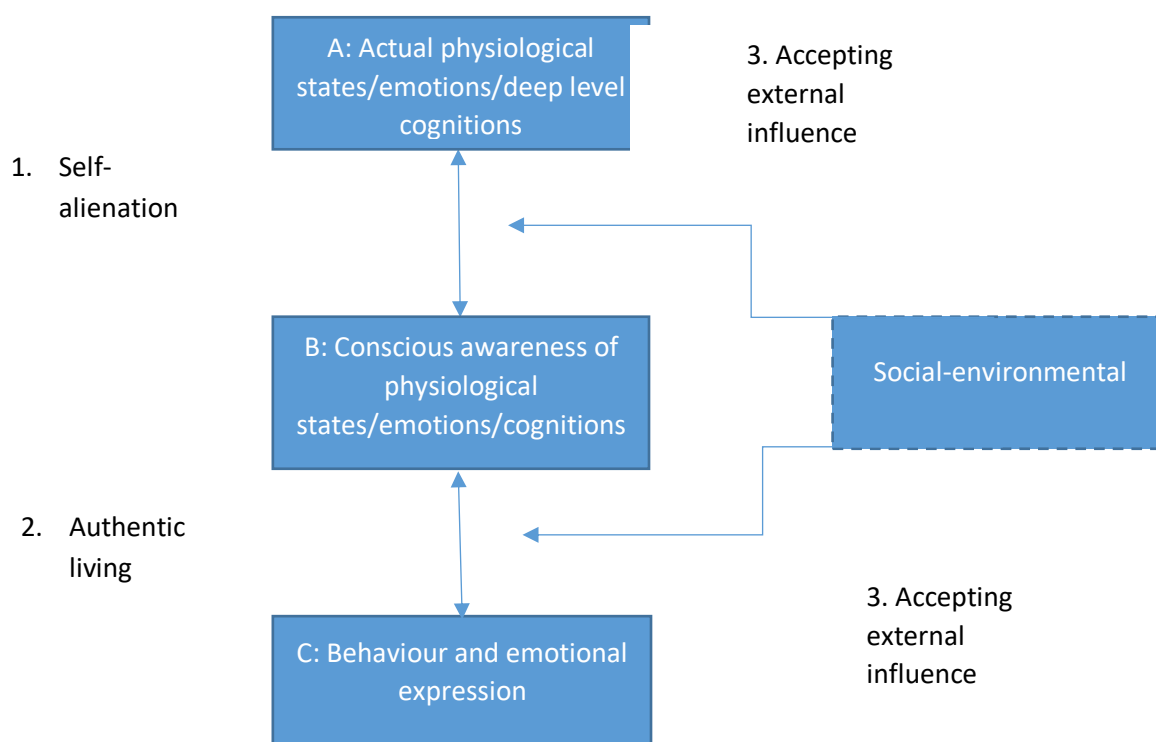 A: Actual physiological
states/emotions/deep level
cognitions
3. Accepting
external
influence
1. Self-
alienation
B: Conscious awareness of
physiological
states/emotions/cognitions
Social-environmental
2. Authentic
living
3. Accepting
external
influence
C: Behaviour and emotional
expression